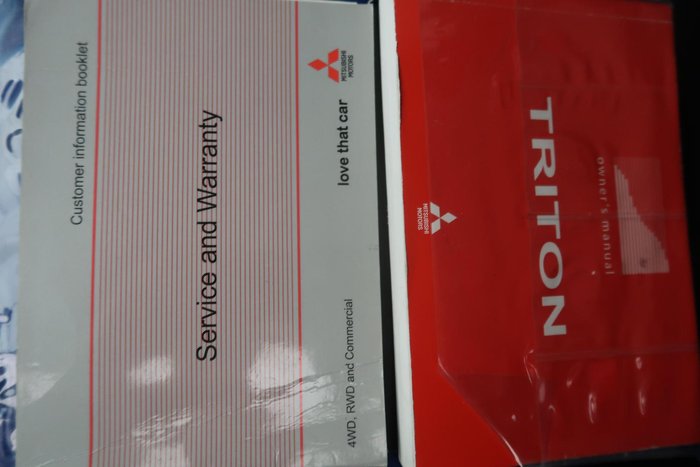 Customer information booklet
Service and Warranty
MITSUBISHI
MOTORS
love that car
4WD, RWD and Commercial
owner's manual
TRITON
MITSUBISHI
MOTORS